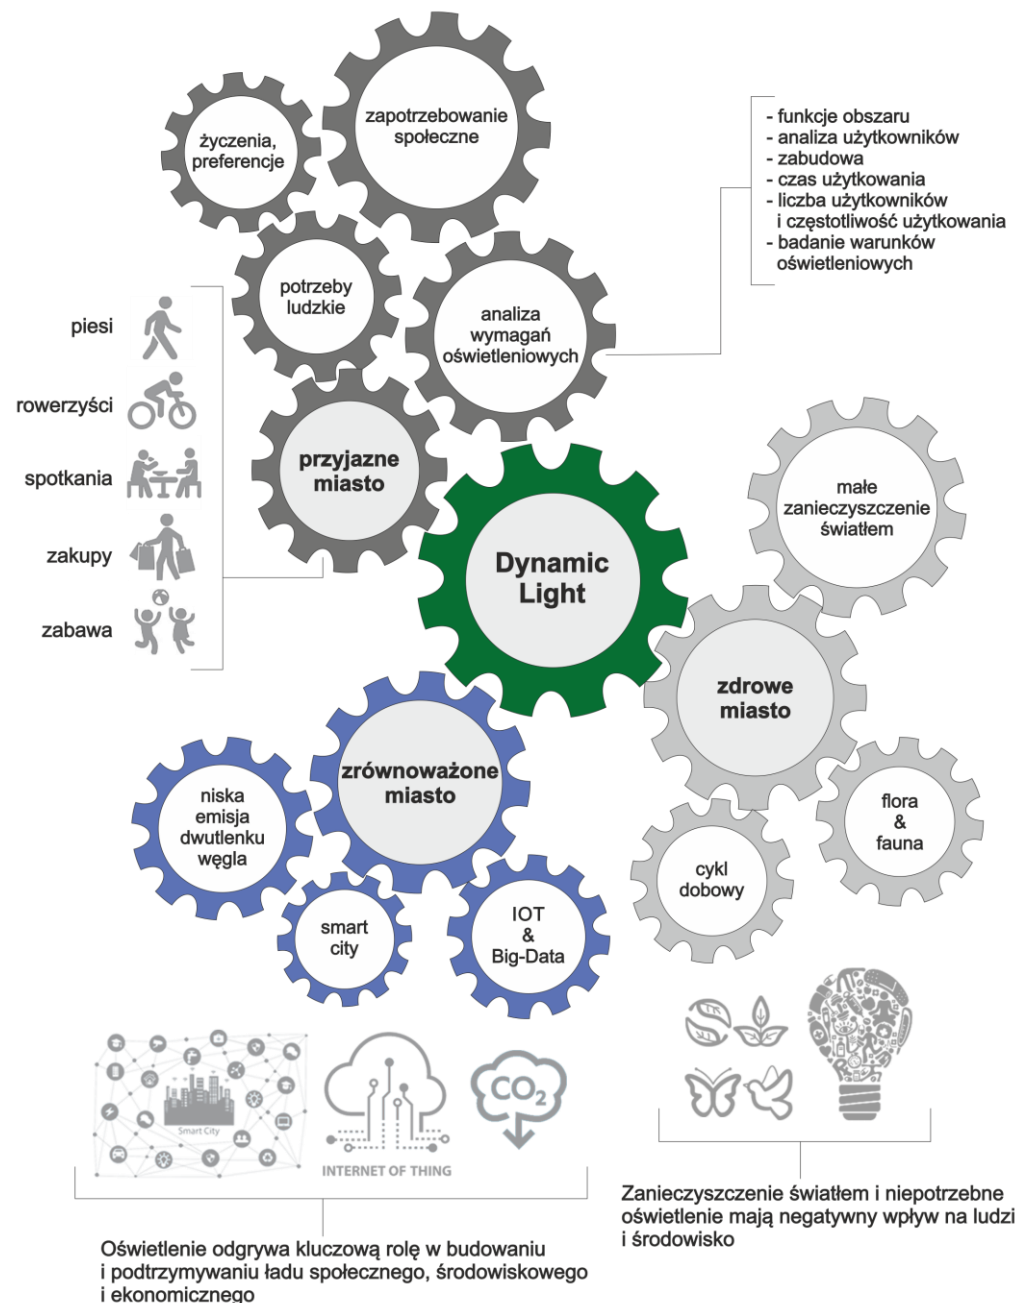 zapotrzebowanie
społeczne
życzenia,
preferencje
- funkcje obszaru
- analiza użytkowników
- zabudowa
- czas użytkowania
- liczba użytkowników
i częstotliwość użytkowania
- badanie warunków
oświetleniowych
potrzeby
ludzkie
analiza
wymagań
oświetleniowych
piesi
rowerzyści
spotkania
zakupy
zabawa
przyjazne
miasto
małe
zanieczyszczenie
światłem
Dynamic
Light
zdrowe
miasto
zrównoważone
miasto
niska
emisja
dwutlenku
węgla
flora
&
fauna
cykl
dobowy
smart
city
IOT
&
Big-Data
Smart City
INTERNET OF THING
CO2
Zanieczyszczenie światłem i niepotrzebne
oświetlenie mają negatywny wpływ na ludzi
i środowisko
Oświetlenie odgrywa kluczową rolę w budowaniu
i podtrzymywaniu ładu społecznego, środowiskowego
i ekonomicznego